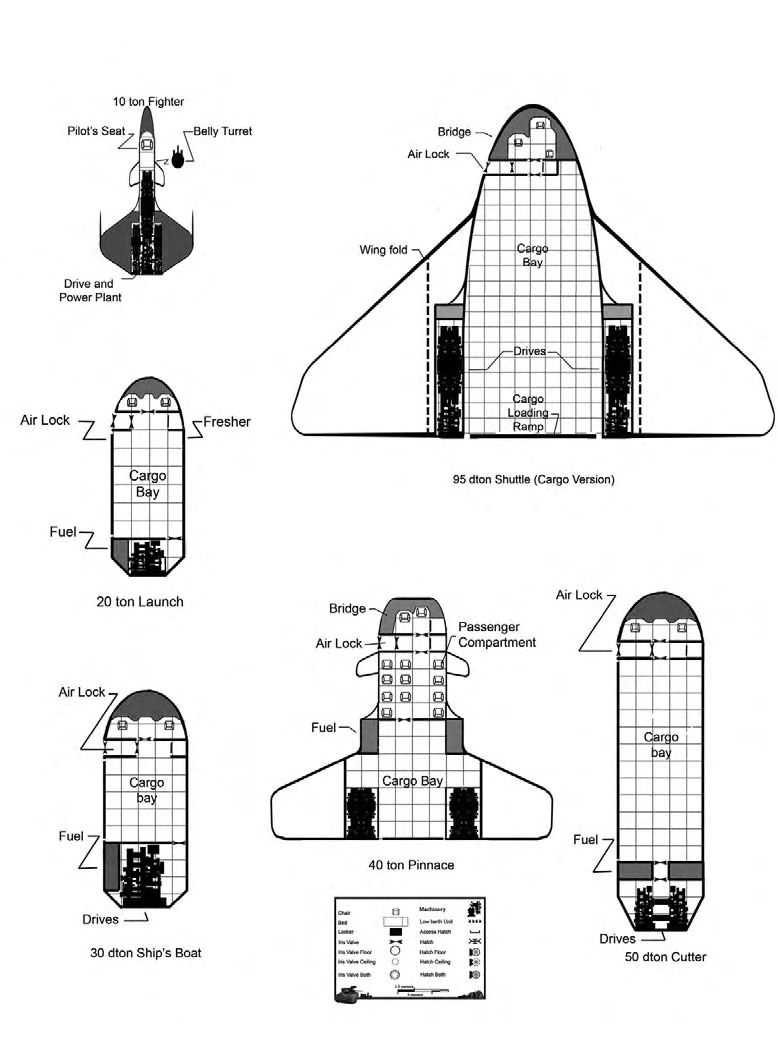 10 ton Fighter
Pilot's Seat
Belly Turret
Drive and
Power Plant
Bridge
Air Lock
Wing fold
Cargo
Bay
Drives
Cargo
Loading
Ramp
95 dton Shuttle (Cargo Version)
Air Lock
Fresher
Cargo
Bay
Fuel
20 ton Launch
Bridge
Air Lock
Passenger
Compartment
Fuel
Cargo Bay
40 ton Pinnace
Air Lock
Cargo
bay
Fuel
Drives
50 dton Cutter
Air Lock
Cargo
bay
Fuel
Drives
30 dton Ship's Boat
Chair
Machinery
Bed
Low berth Unit
Locker
Access Hatch
Iris Valve
Hatch
Iris Valve Floor
Hatch Floor
Iris Valve Ceiling
Hatch Ceiling
Iris Valve Both
Hatch Both
1.5 meters
3 meters